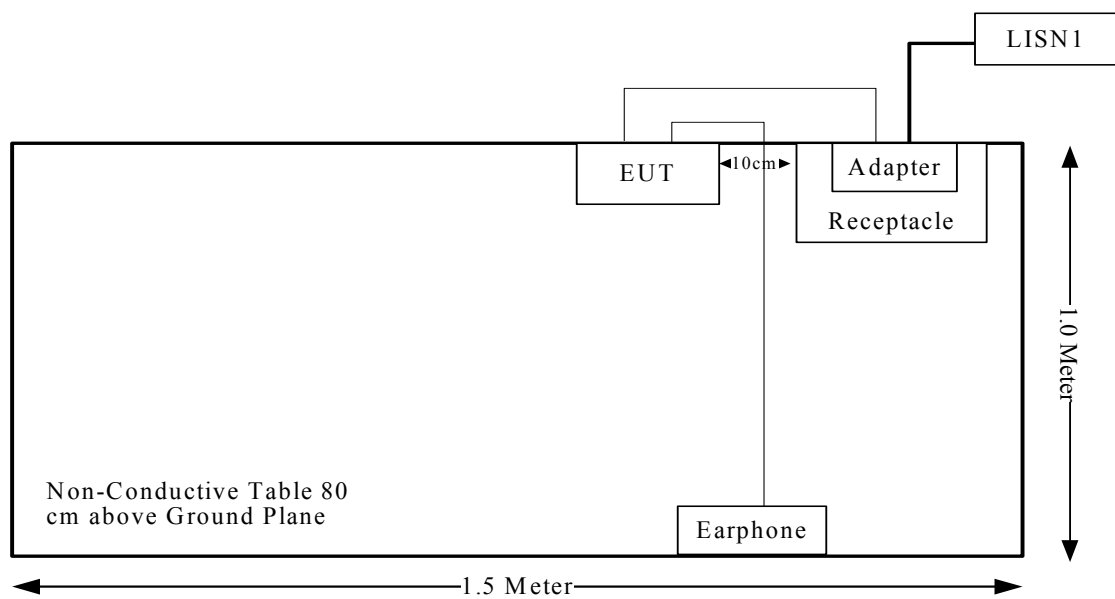 LISN1
EUT
10cm
Adapter
Receptacle
1.0 Meter
Non-Conductive Table 80
cm above Ground Plane
Earphone
1.5 Meter